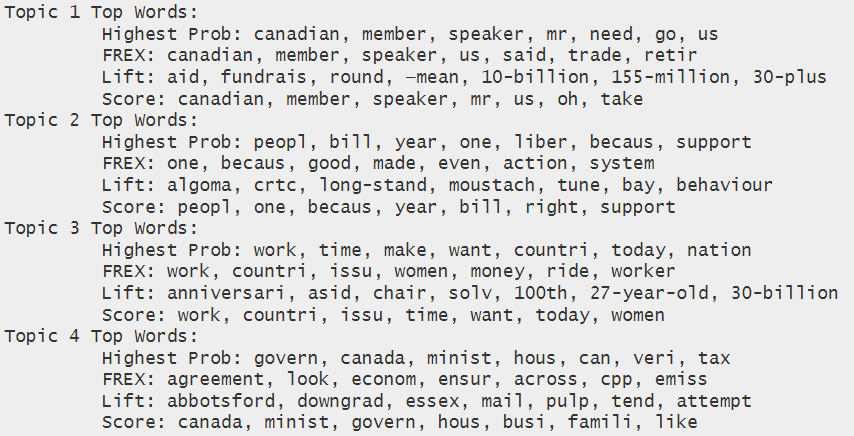 Topic 1 Top Words:
Highest Prob: canadian, member, speaker, mr, need, go, us
FREX: canadian, member, speaker, us, said, trade, retir
Lift: aid, fundrais, round, —mean, 10-billion, 155-million, 30-plus
Score: canadian, member, speaker, mr, us, oh, take
Topic 2 Top Words:
Highest Prob: peopl, bill, year, one, liber, becaus, support
FREX: one, becaus, good, made, even, action, system
Lift: algoma, crtc, long-stand, moustach, tune, bay, behaviour
Score: peopl, one, becaus, year, bill, right, support
Topic 3 Top Words:
Highest Prob: work, time, make, want, countri, today, nation
FREX: work, countri, issu, women, money, ride, worker
Lift: anniversari, asid, chair, solv, 100th, 27-year-old, 30-billion
Score: work, countri, issu, time, want, today, women
Topic 4 Top Words:
Highest Prob: govern, canada, minist, hous, can, veri, tax
FREX: agreement, look, econom, ensur, across, cpp, emiss
Lift: abbotsford, downgrad, essex, mail, pulp, tend, attempt
Score: canada, minist, govern, hous, busi, famili, like